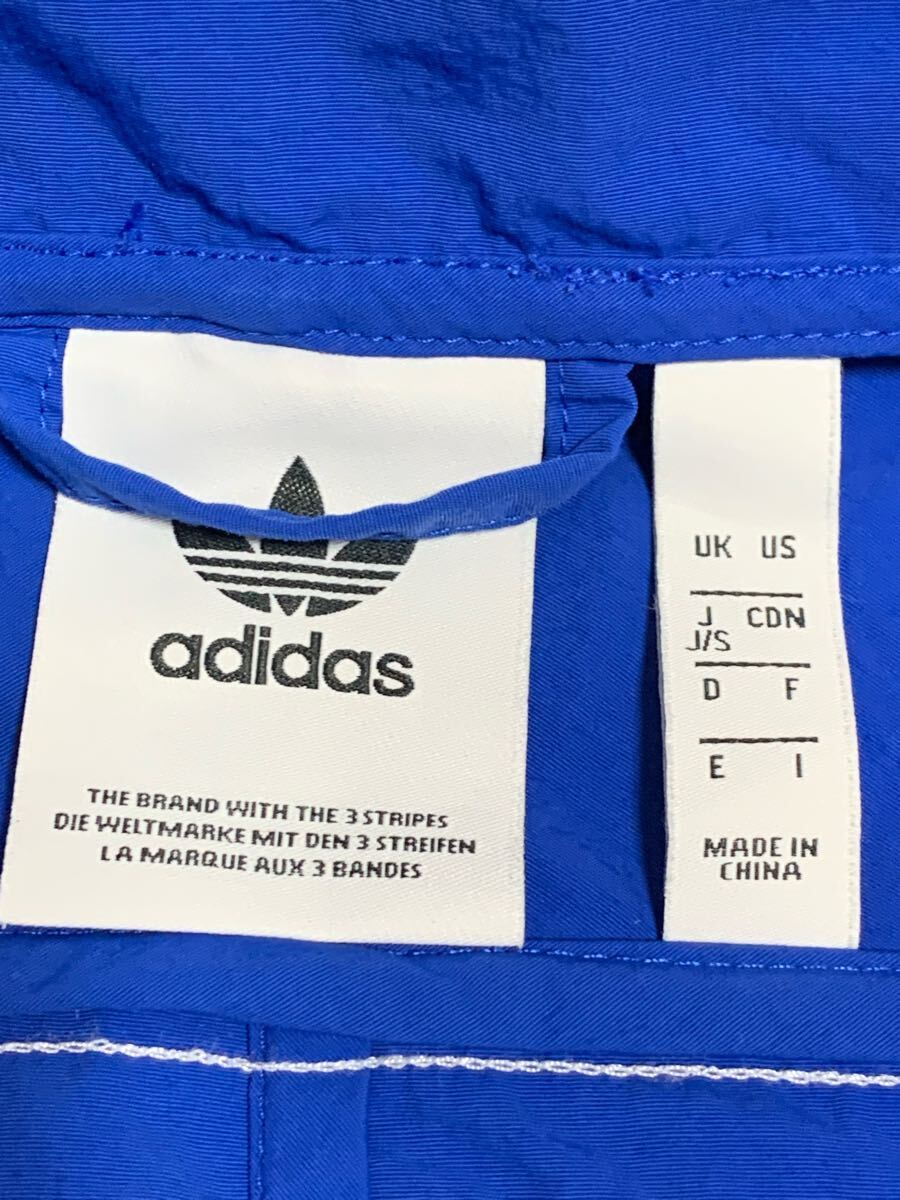 adidas
THE BRAND WITH THE 3 STRIPES
DIE WELTMARKE MIT DEN 3 STREIFEN
LA MARQUE AUX 3 BANDES
UK US
J CDN
J/S
D F
E I
MADE IN
CHINA